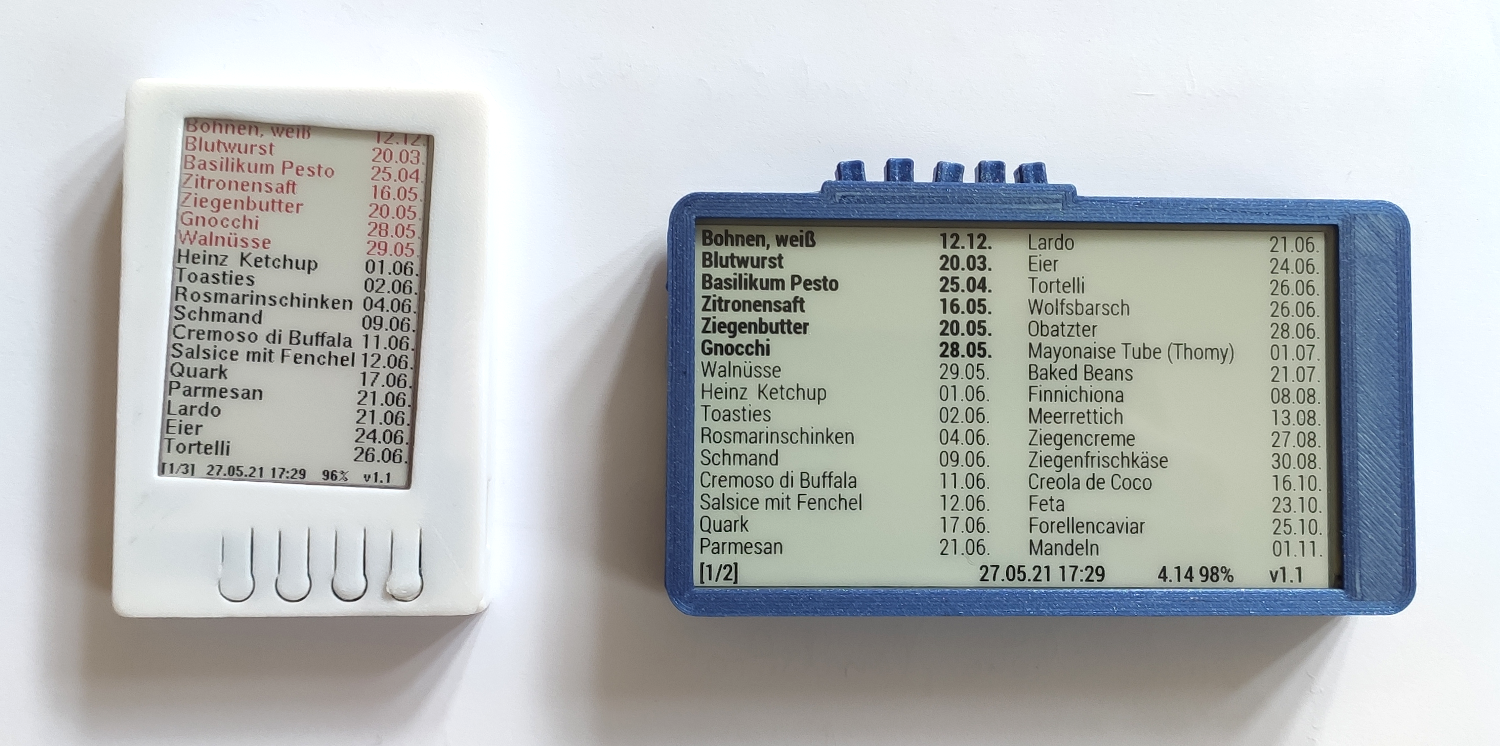 Bohnen, weiß 12.12.
Blutwurst 20.03.
Basilikum Pesto 25.04.
Zitronensaft 16.05.
Ziegenbutter 20.05.
Gnocchi 28.05.
Walnüsse 29.05.
Heinz Ketchup 01.06.
Toasties 02.06.
Rosmarinschinken 04.06.
Schmand 09.06.
Cremoso di Buffala 11.06.
Salsice mit Fenchel 12.06.
Quark 17.06.
Parmesan 21.06.
Lardo 21.06.
Eier 24.06.
Tortelli 26.06.
[1/3] 27.05.21 17:29 96% v1.1
Bohnen, weiß 12.12.
Blutwurst 20.03.
Basilikum Pesto 25.04.
Zitronensaft 16.05.
Ziegenbutter 20.05.
Gnocchi 28.05.
Walnüsse 29.05.
Heinz Ketchup 01.06.
Toasties 02.06.
Rosmarinschinken 04.06.
Schmand 09.06.
Cremoso di Buffala 11.06.
Salsice mit Fenchel 12.06.
Quark 17.06.
Parmesan 21.06.
Lardo 21.06.
Eier 24.06.
Tortelli 26.06.
Wolfsbarsch 26.06.
Obatzter 28.06.
Mayonaise Tube (Thomy) 01.07.
Baked Beans 21.07.
Finnichiona 08.08.
Meerrettich 13.08.
Ziegencreme 27.08.
Ziegenfrischkäse 30.08.
Creola de Coco 16.10.
Feta 23.10.
Forellencaviar 25.10.
Mandeln 01.11.
[1/2] 27.05.21 17:29 4.14 98% v1.1